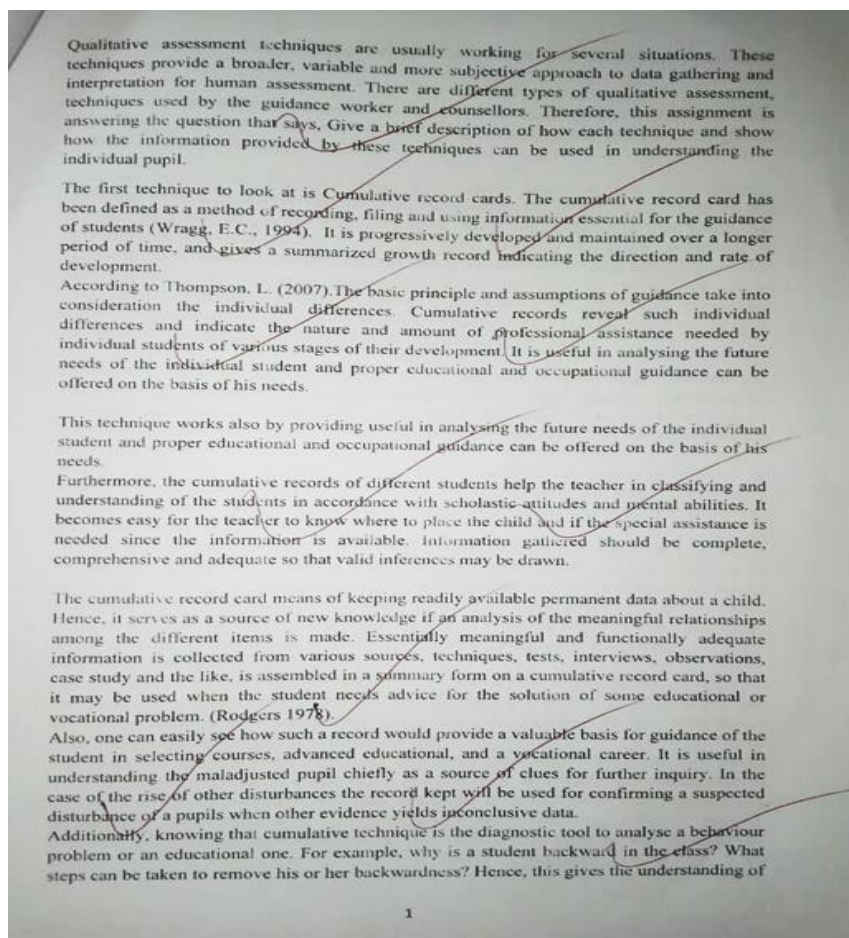 Qualitative assessment techniques are usually working for several situations. These
techniques provide a broader, variable and more subjective approach to data gathering and
interpretation for human assessment. There are different types of qualitative assessment,
techniques used by the guidance worker and counsellors. Therefore, this assignment is
answering the question that says, Give a brief description of how each technique and show
how the information provided by these techniques can be used in understanding the
individual pupil.
The first technique to look at is Cumulative record cards. The cumulative record card has
been defined as a method of recording, filing and using information essential for the guidance
of students (Wragg, E.C., 1994). It is progressively developed and maintained over a longer
period of time, and gives a summarized growth record indicating the direction and rate of
development.
According to Thompson, L. (2007).The basic principle and assumptions of guidance take into
consideration the individual differences. Cumulative records reveal such individual
differences and indicate the nature and amount of professional assistance needed by
individual students of various stages of their development. It is useful in analysing the future
needs of the individual student and proper educational and occupational guidance can be
offered on the basis of his needs.
This technique works also by providing useful in analysing the future needs of the individual
student and proper educational and occupational guidance can be offered on the basis of his
needs.
Furthermore, the cumulative records of different students help the teacher in classifying and
understanding of the students in accordance with scholastic attitudes and mental abilities. It
becomes easy for the teacher to know where to place the child and if the special assistance is
needed since the information is available. Information gathered should be complete,
comprehensive and adequate so that valid inferences may be drawn.
The cumulative record card means of keeping readily available permanent data about a child.
Hence, it serves as a source of new knowledge if an analysis of the meaningful relationships
among the different items is made. Essentially meaningful and functionally adequate
information is collected from various sources, techniques, tests, interviews, observations,
case study and the like, is assembled in a summary form on a cumulative record card, so that
it may be used when the student needs advice for the solution of some educational or
vocational problem. (Rodgers 1978).
Also, one can easily see how such a record would provide a valuable basis for guidance of the
student in selecting courses, advanced educational, and a vocational career. It is useful in
understanding the maladjusted pupil chiefly as a source of clues for further inquiry. In the
case of the rise of other disturbances the record kept will be used for confirming a suspected
disturbance of a pupils when other evidence yields inconclusive data.
Additionally, knowing that cumulative technique is the diagnostic tool to analyse a behaviour
problem or an educational one. For example, why is a student backward in the class? What
steps can be taken to remove his or her backwardness? Hence, this gives the understanding of
1